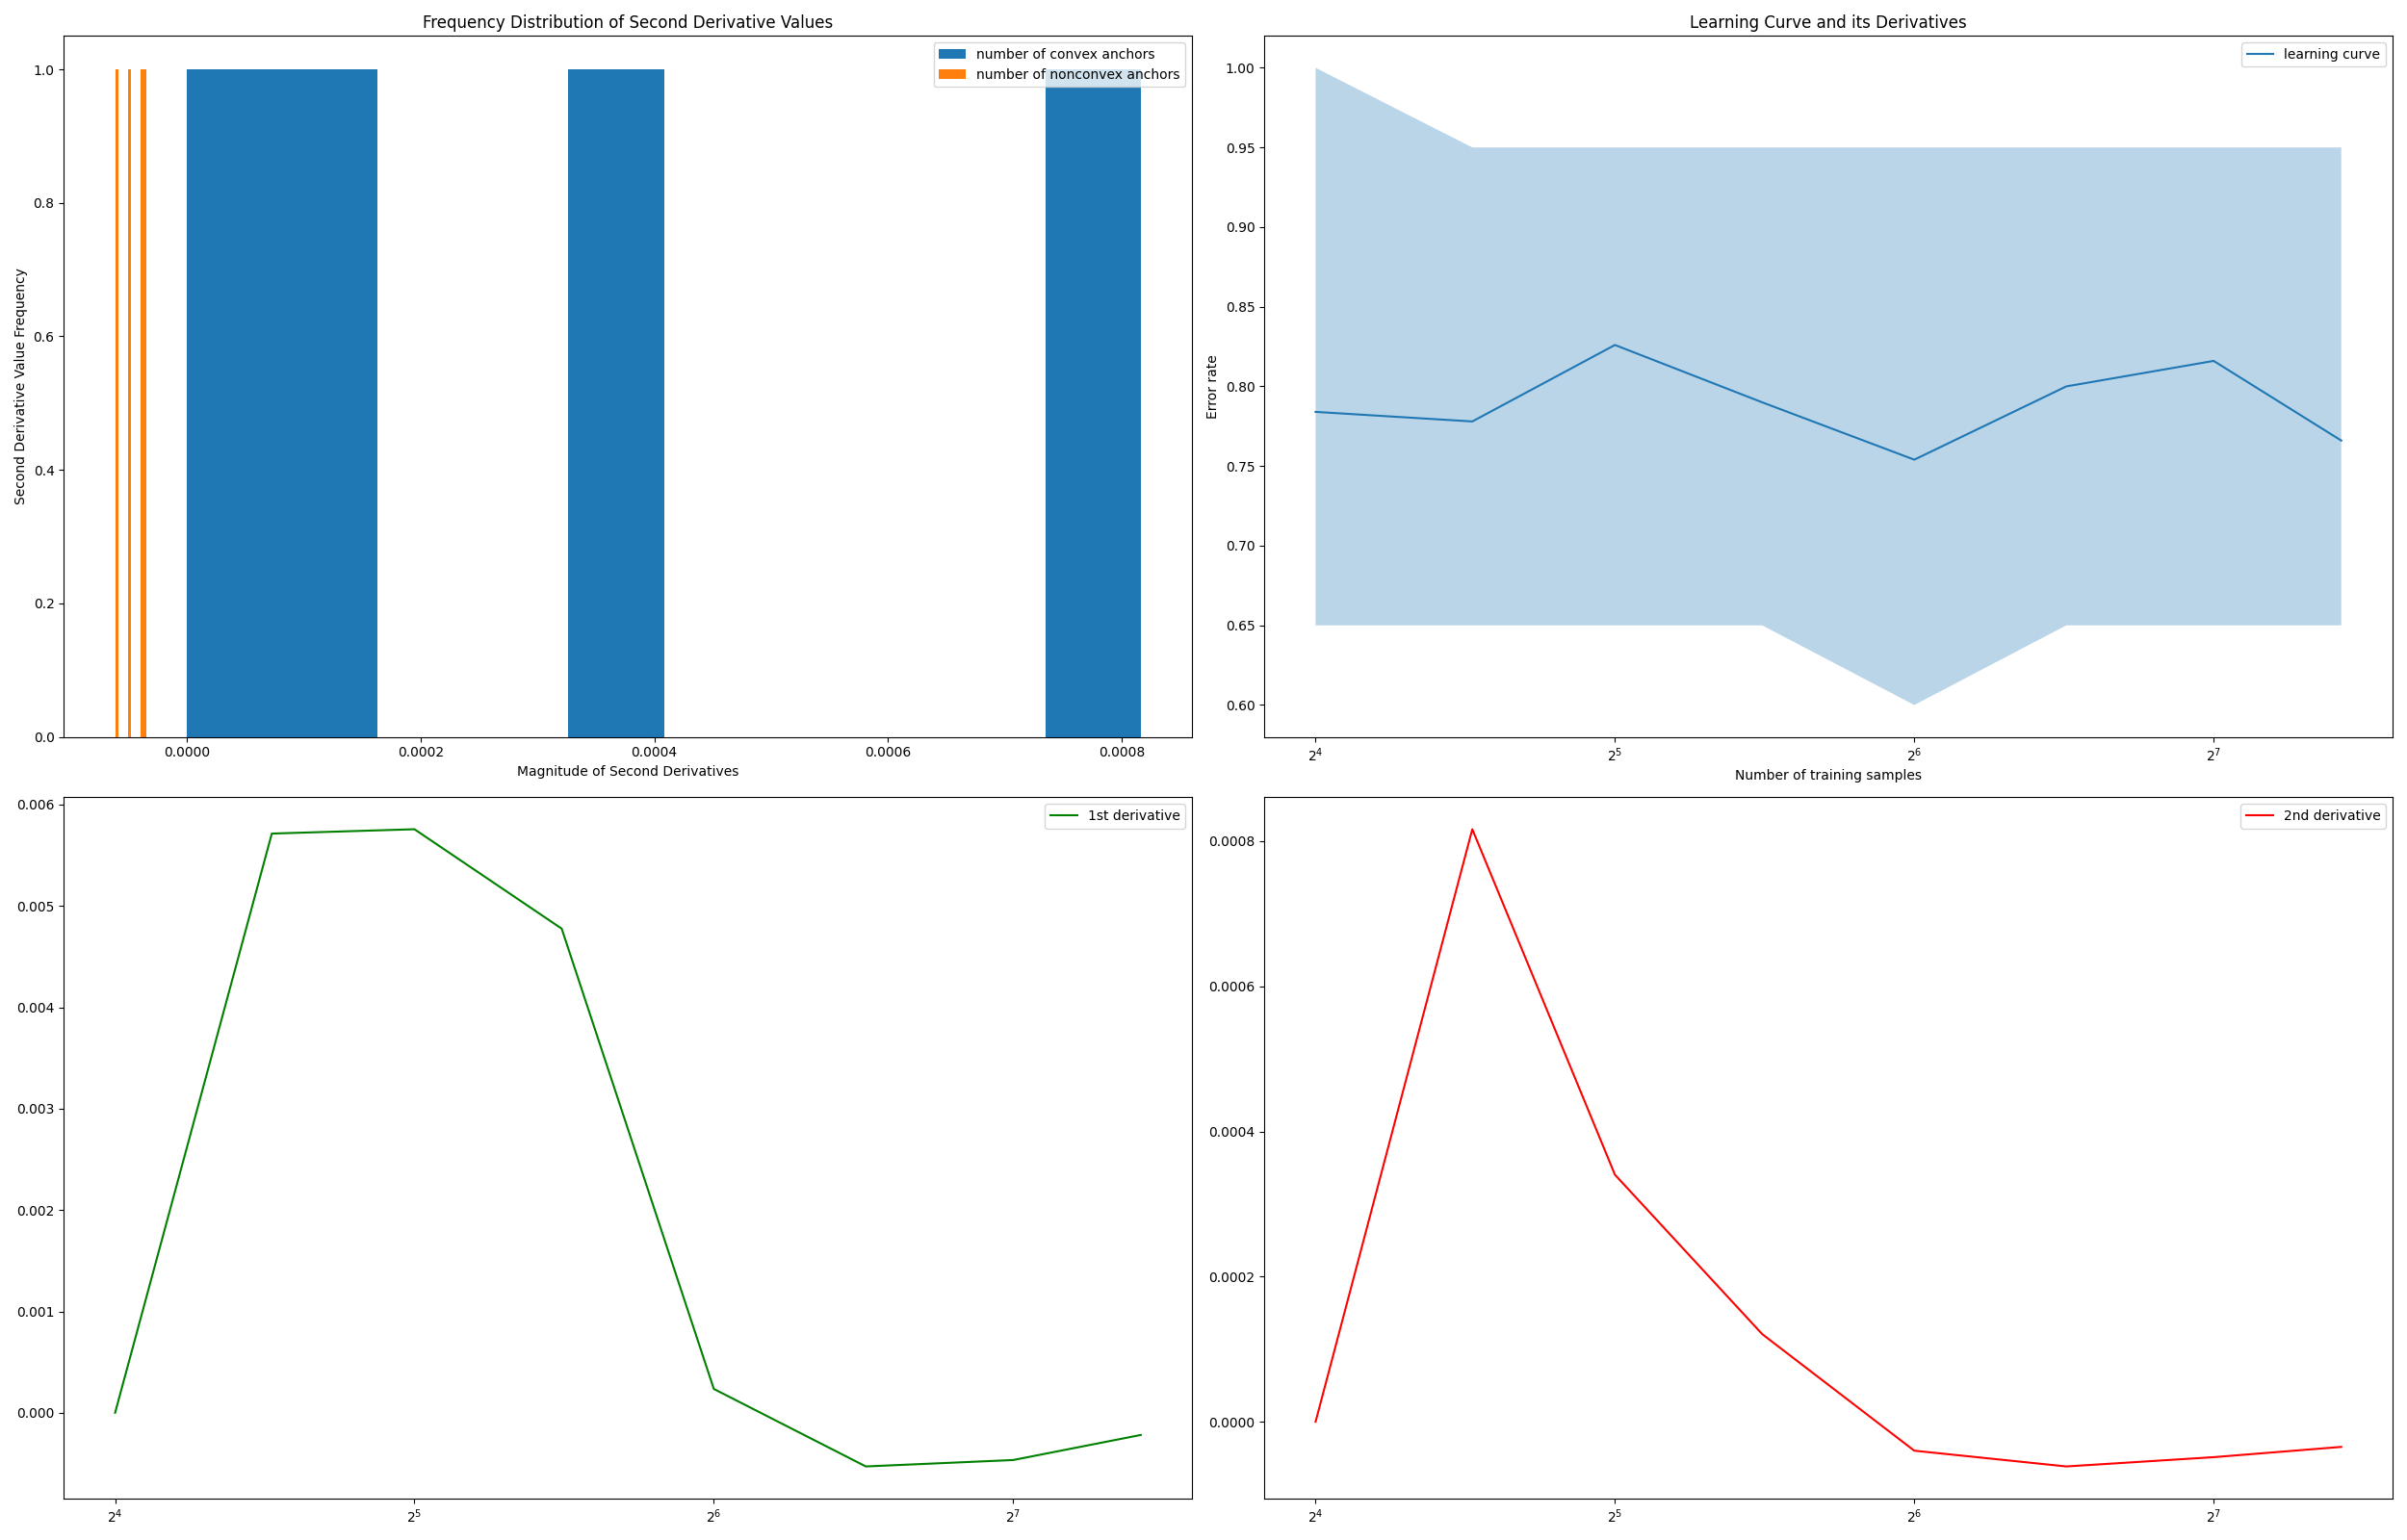 Frequency Distribution of Second Derivative Values
number of convex anchors
number of nonconvex anchors
1.0
0.8
0.6
0.4
0.2
0.0
Second Derivative Value Frequency
0.0000 0.0002 0.0004 0.0006 0.0008
Magnitude of Second Derivatives
Learning Curve and its Derivatives
learning curve
1.00
0.95
0.90
0.85
0.80
0.75
0.70
0.65
0.60
Error rate
2⁴ 2⁵ 2⁶ 2⁷
Number of training samples
1st derivative
0.006
0.005
0.004
0.003
0.002
0.001
0.000
2⁴ 2⁵ 2⁶ 2⁷
2nd derivative
0.0008
0.0006
0.0004
0.0002
0.0000
2⁴ 2⁵ 2⁶ 2⁷